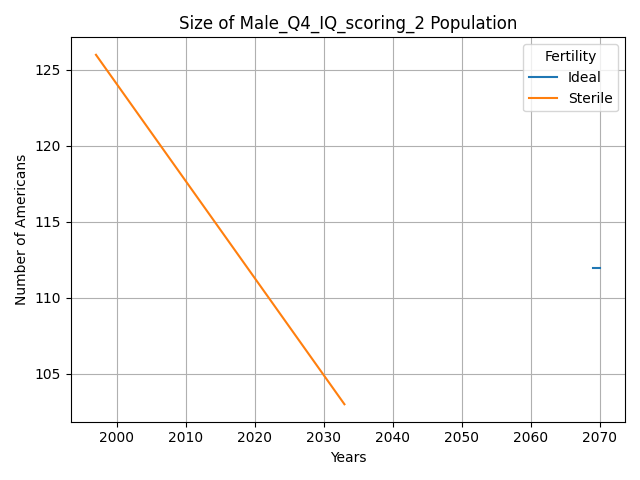 Size of Male_Q4_IQ_scoring_2 Population
Number of Americans
125
120
115
110
105
Fertility
Ideal
Sterile
2000 2010 2020 2030 2040 2050 2060 2070
Years